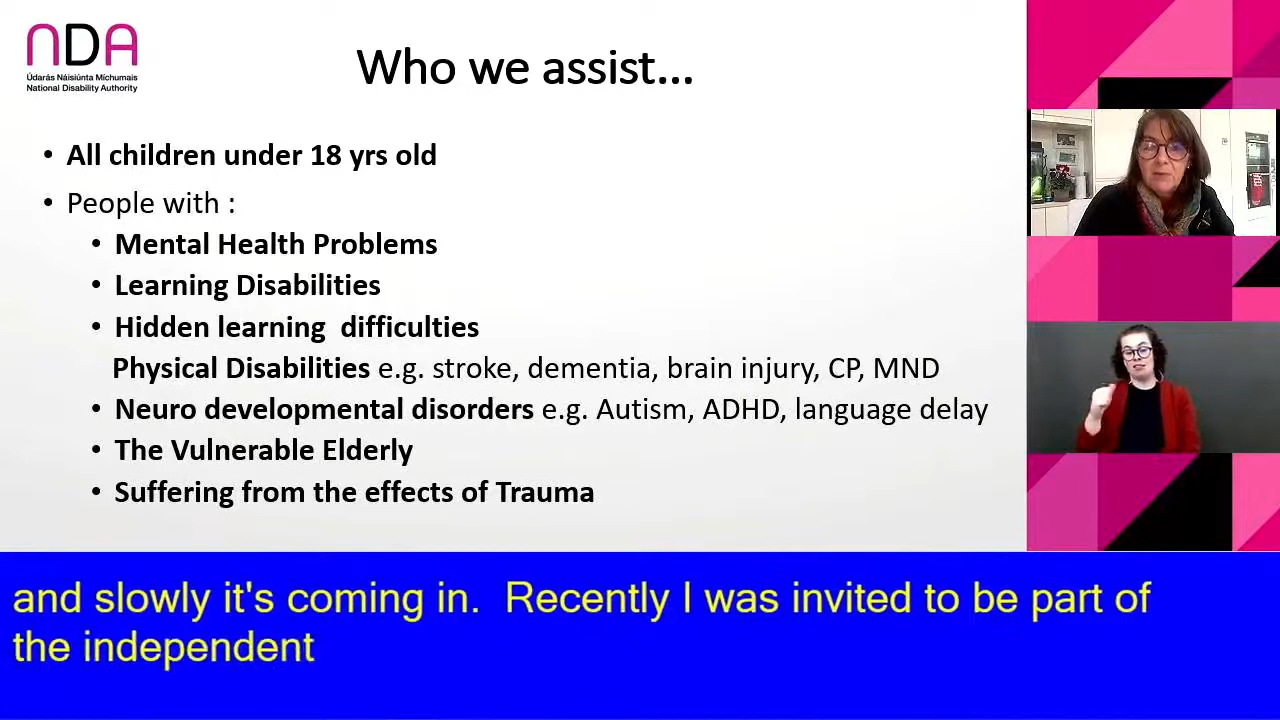 NDA
Údarás Náisiúnta Míchumais
National Disability Authority
Who we assist...
• All children under 18 yrs old
• People with :
• Mental Health Problems
• Learning Disabilities
• Hidden learning  difficulties
Physical Disabilities e.g. stroke, dementia, brain injury, CP, MND
• Neuro developmental disorders e.g. Autism, ADHD, language delay
• The Vulnerable Elderly
• Suffering from the effects of Trauma
and slowly it's coming in.  Recently I was invited to be part of
the independent